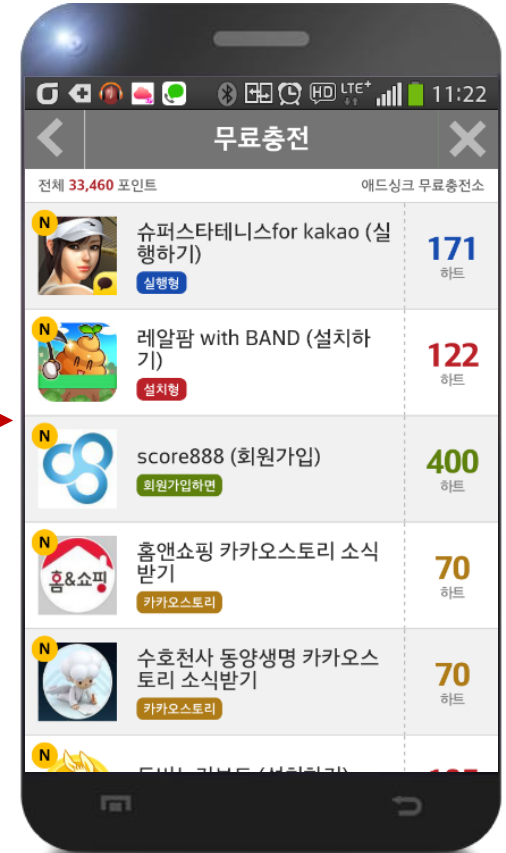 HD LTE+ 11:22
무료충전
전체 33,460 포인트 애드싱크 무료충전소
N
슈퍼스타테니스for kakao (실
행하기)
실행형
171
하트
N
레알팜 with BAND (설치하
기)
설치형
122
하트
N
score888 (회원가입)
회원가입하면
400
하트
N
홈&쇼핑
홈앤쇼핑 카카오스토리 소식
받기
카카오스토리
70
하트
N
수호천사 동양생명 카카오스
토리 소식받기
카카오스토리
70
하트
N